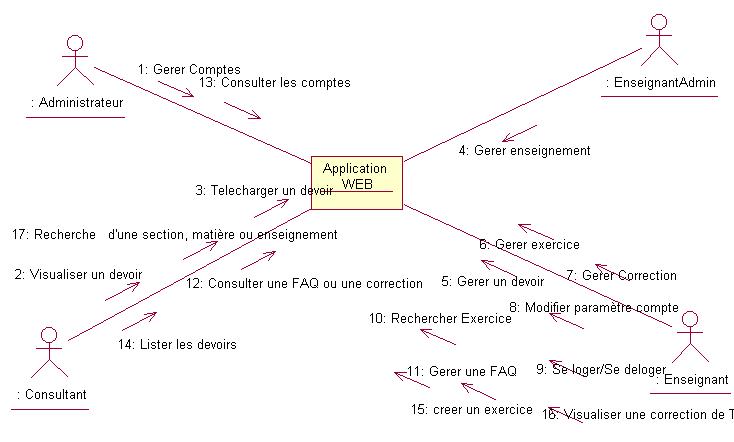 1: Gerer Comptes
13: Consulter les comptes
: Administrateur
: EnseignantAdmin
4: Gerer enseignement
Application
WEB
3: Telecharger un devoir
17: Recherche d'une section, matière ou enseignement
6: Gerer exercice
2: Visualiser un devoir
12: Consulter une FAQ ou une correction
5: Gerer un devoir
7: Gerer Correction
8: Modifier paramètre compte
10: Rechercher Exercice
14: Lister les devoirs
11: Gerer une FAQ
9: Se loger/Se deloger
: Enseignant
: Consultant
15: creer un exercice
16: Visualiser une correction de T